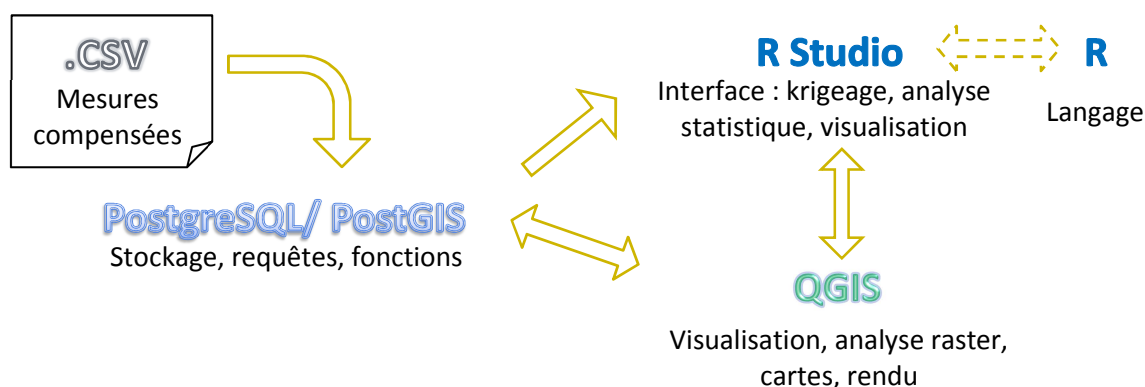 .CSV
Mesures
compensées
PostgreSQL/ PostGIS
Stockage, requêtes, fonctions
R Studio
Interface : krigeage, analyse
statistique, visualisation
R
Langage
QGIS
Visualisation, analyse raster,
cartes, rendu